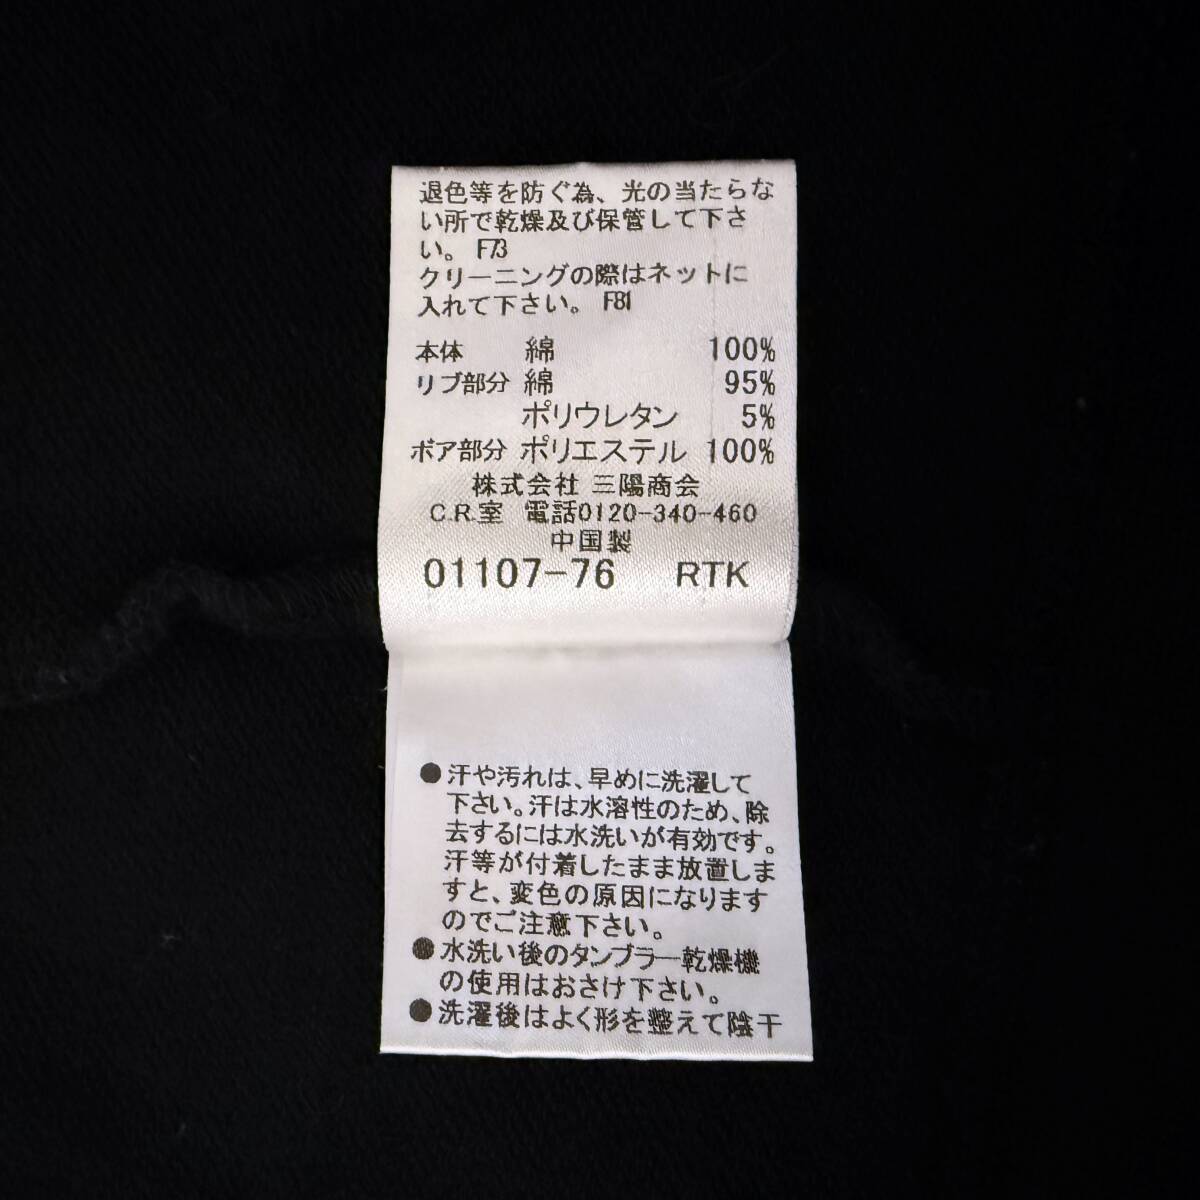 退色等を防ぐ為、光の当たらな
い所で乾燥及び保管して下さ
い。 F73
クリーニングの際はネットに
入れて下さい。 F81
本体 綿 100%
リブ部分 綿 95%
ポリウレタン 5%
ボア部分 ポリエステル 100%
株式会社 三陽商会
C.R.室 電話0120-340-460
中国製
01107-76 RTK
●汗や汚れは、早めに洗濯して
下さい。汗は水溶性のため、除
去するには水洗いが有効です。
汗等が付着したまま放置しま
すと、変色の原因になります
のでご注意下さい。
●水洗い後のタンブラー乾燥機
の使用はおさけ下さい。
●洗濯後はよく形を整えて陰干